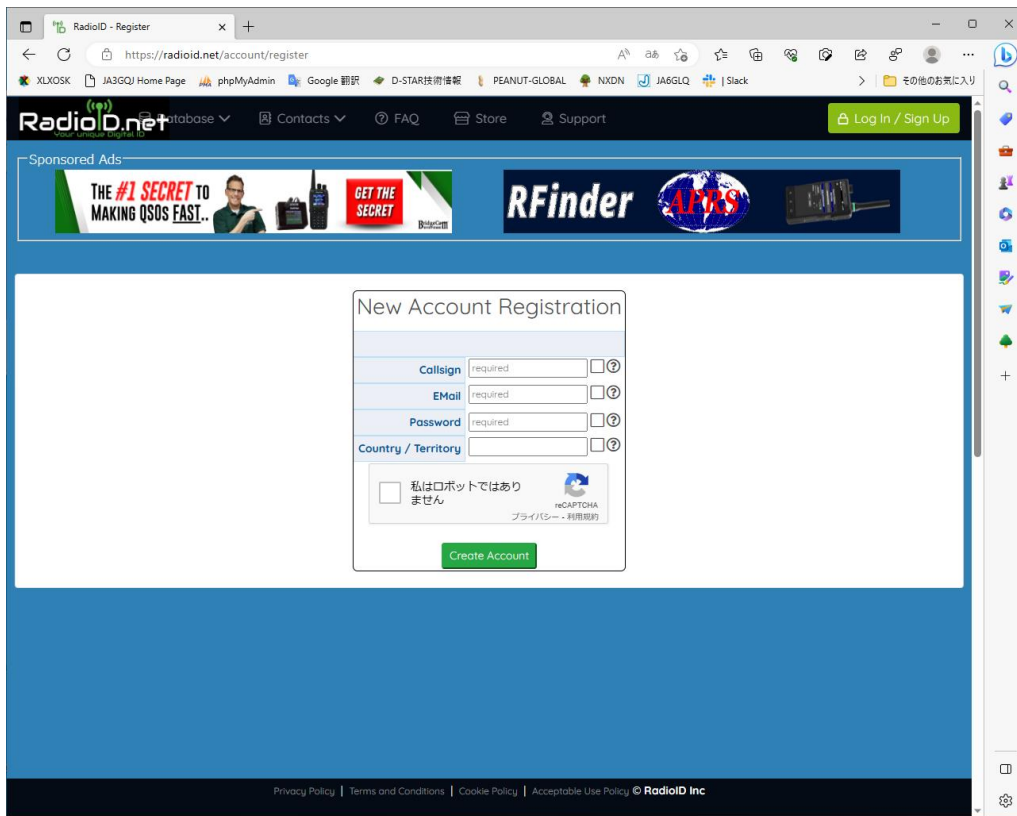 RadioID - Register
https://radioid.net/account/register
XLXOSK JA3GQJ Home Page phpMyAdmin Google 翻訳 D-STAR技術情報 PEANUT-GLOBAL NXDN JA6GLQ | Slack その他のお気に入り
RadioID.net
Your unique Digital ID
Database Contacts FAQ Store Support
Log In / Sign Up
Sponsored Ads
THE #1 SECRET TO
MAKING QSOS FAST..
GET THE
SECRET
BridgeCom
RFinder
APRS
New Account Registration
Callsign required
EMail required
Password required
Country / Territory
私はロボットではあり
ません
reCAPTCHA
プライバシー - 利用規約
Create Account
Privacy Policy | Terms and Conditions | Cookie Policy | Acceptable Use Policy © RadioID Inc